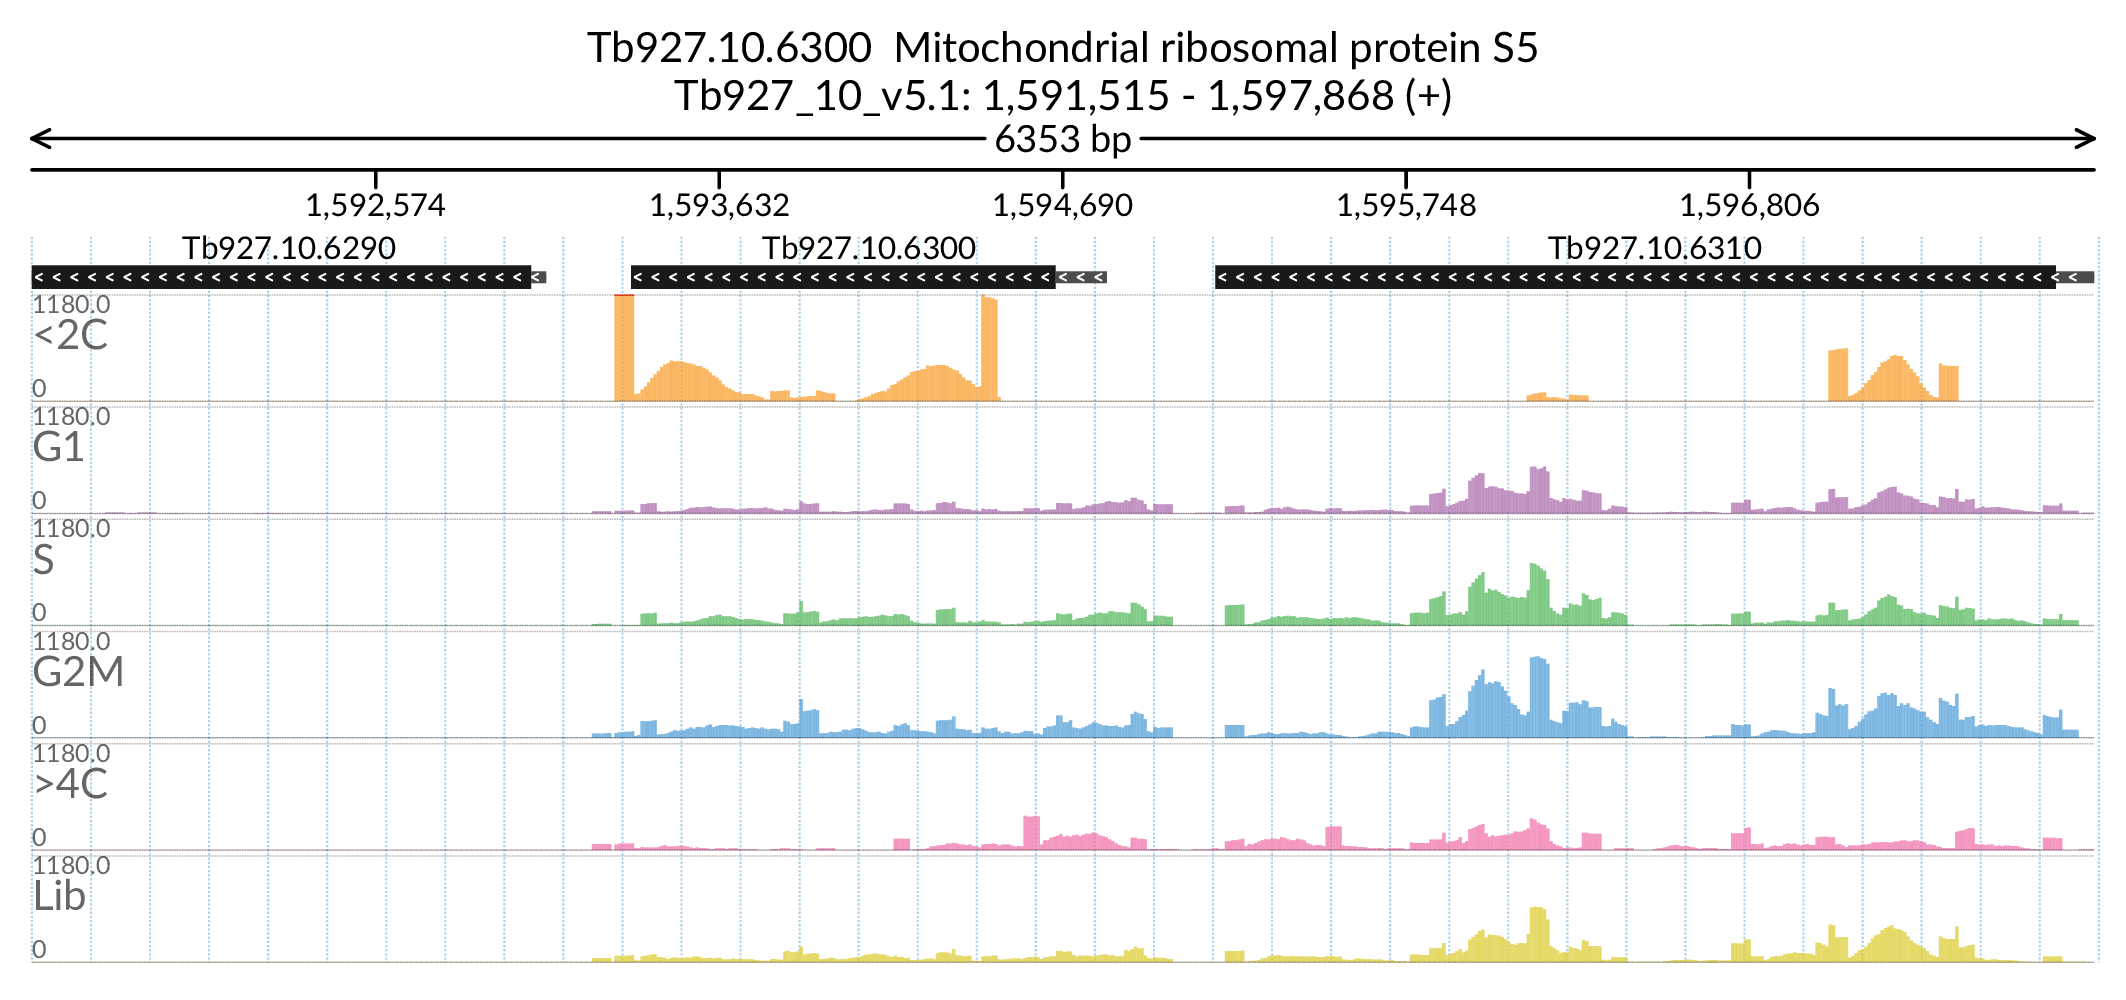 Tb927.10.6300 Mitochondrial ribosomal protein S5
Tb927_10_v5.1: 1,591,515 - 1,597,868 (+)
6353 bp
1,592,574 1,593,632 1,594,690 1,595,748 1,596,806
Tb927.10.6290 Tb927.10.6300 Tb927.10.6310
1180.0
<2C
0
1180.0
G1
0
1180.0
S
0
1180.0
G2M
0
1180.0
>4C
0
1180.0
Lib
0